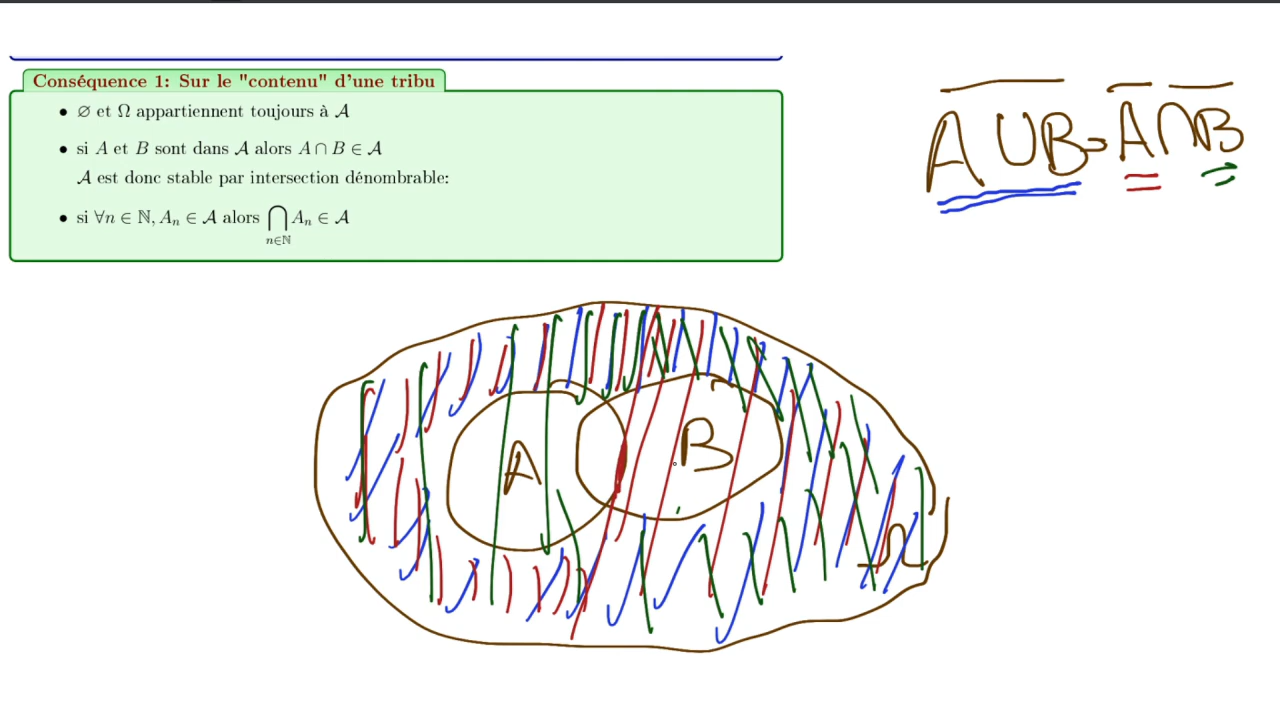 Conséquence 1: Sur le "contenu" d'une tribu
• ∅ et Ω appartiennent toujours à 𝒜
• si A et B sont dans 𝒜 alors A ∩ B ∈ 𝒜
𝒜 est donc stable par intersection dénombrable:
• si ∀n ∈ ℕ, Aₙ ∈ 𝒜 alors ⋂ Aₙ ∈ 𝒜
n∈ℕ
A̅ ̅∪̅ ̅B̅ = A̅ ∩ B̅
A
B
Ω